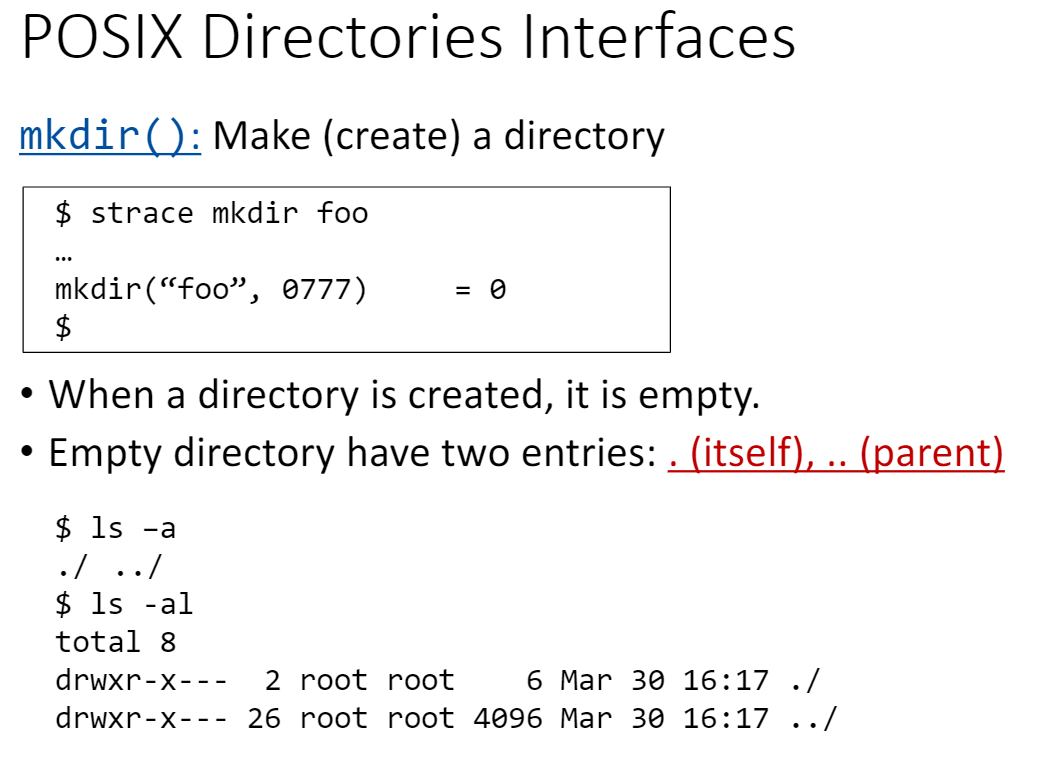 POSIX Directories Interfaces
mkdir(): Make (create) a directory
$ strace mkdir foo
…
mkdir(“foo”, 0777)     = 0
$
• When a directory is created, it is empty.
• Empty directory have two entries: . (itself), .. (parent)
$ ls –a
./ ../
$ ls -al
total 8
drwxr-x---  2 root root    6 Mar 30 16:17 ./
drwxr-x--- 26 root root 4096 Mar 30 16:17 ../